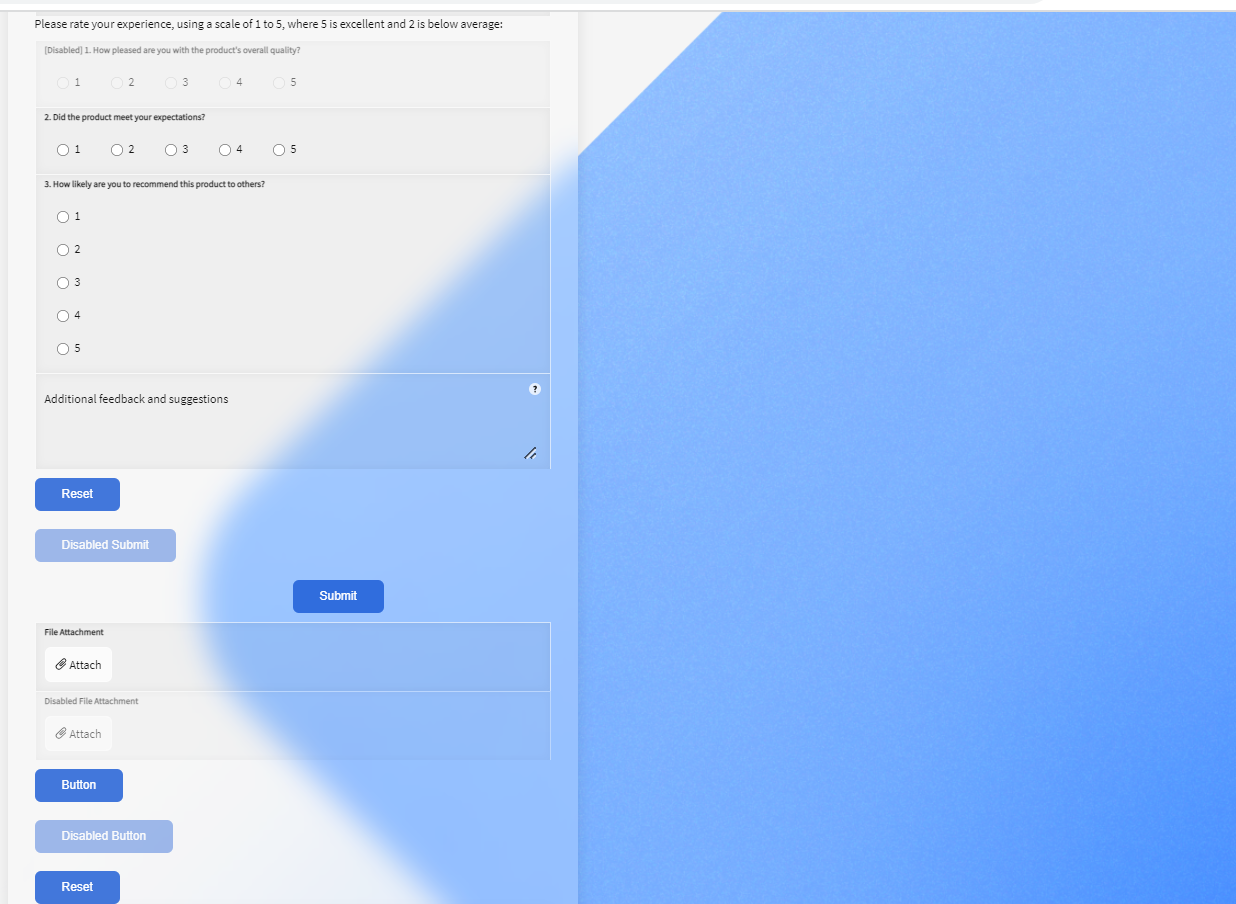 Please rate your experience, using a scale of 1 to 5, where 5 is excellent and 2 is below average:
(Disabled) 1. How pleased are you with the product's overall quality?
1 2 3 4 5
2. Did the product meet your expectations?
1 2 3 4 5
3. How likely are you to recommend this product to others?
1
2
3
4
5
?
Additional feedback and suggestions
Reset
Disabled Submit
Submit
File Attachment
Attach
Disabled File Attachment
Attach
Button
Disabled Button
Reset